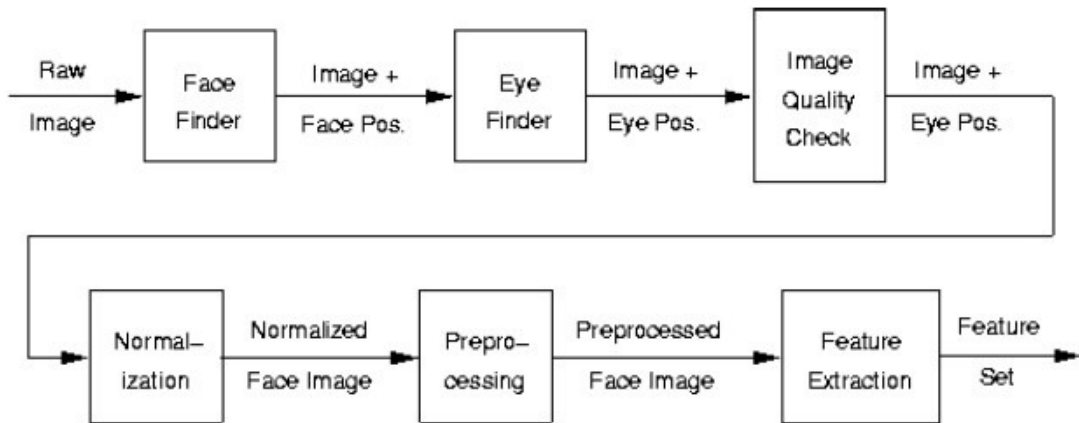 Raw
Image
Face
Finder
Image +
Face Pos.
Eye
Finder
Image +
Eye Pos.
Image
Quality
Check
Image +
Eye Pos.
Normal–
ization
Normalized
Face Image
Prepro–
cessing
Preprocessed
Face Image
Feature
Extraction
Feature
Set